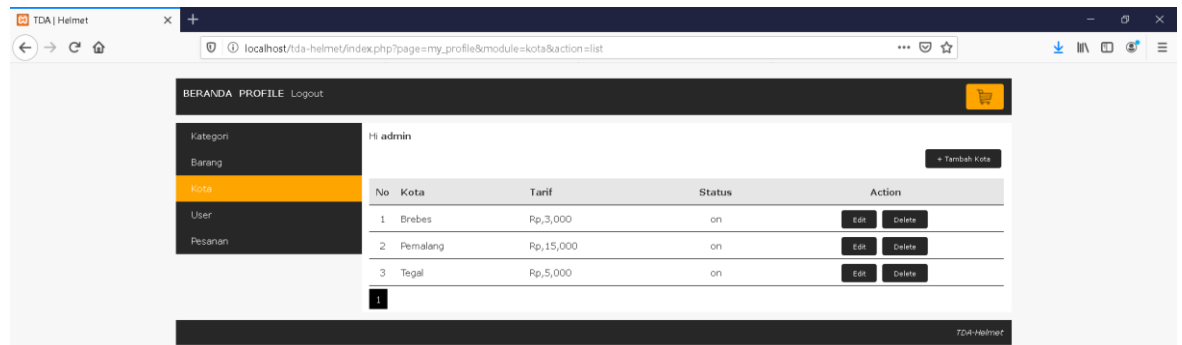 TDA | Helmet
localhost/tda-helmet/index.php?page=my_profile&module=kota&action=list
BERANDA PROFILE Logout
Kategori
Barang
Kota
User
Pesanan
Hi admin
+ Tambah Kota
No Kota Tarif Status Action
1 Brebes Rp,3,000 on Edit Delete
2 Pemalang Rp,15,000 on Edit Delete
3 Tegal Rp,5,000 on Edit Delete
1
TDA-Helmet